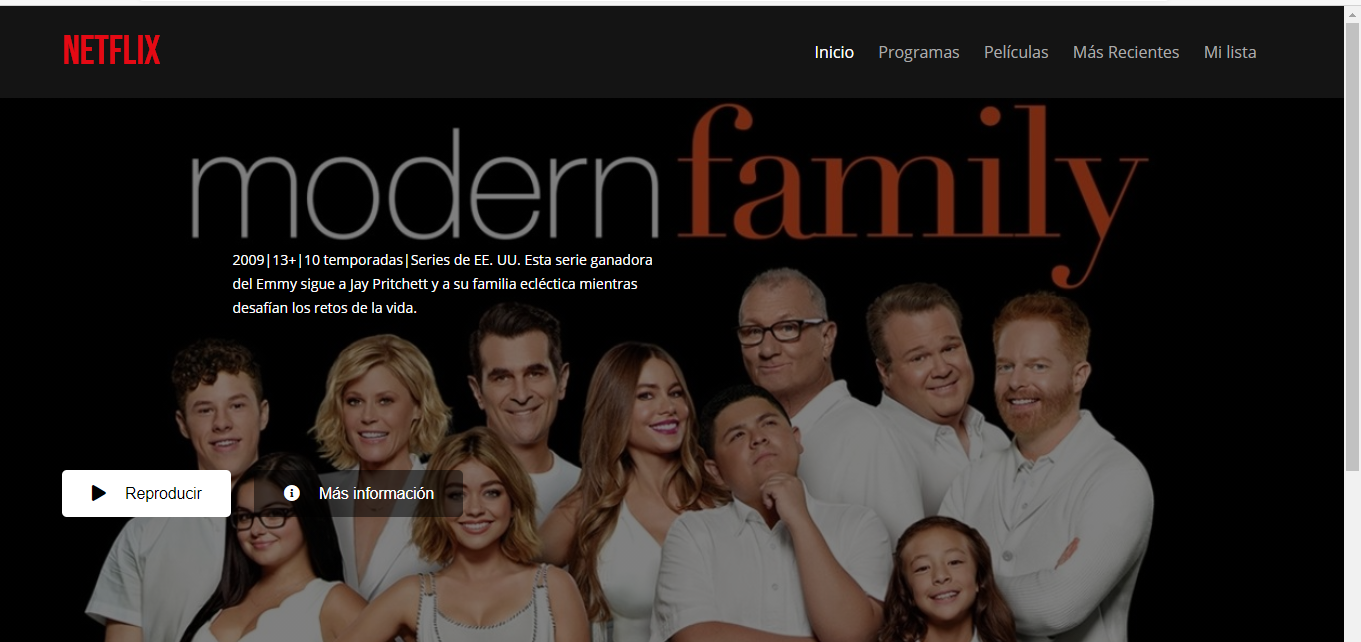 NETFLIX
Inicio Programas Películas Más Recientes Mi lista
modern family
2009|13+|10 temporadas|Series de EE. UU. Esta serie ganadora
del Emmy sigue a Jay Pritchett y a su familia ecléctica mientras
desafían los retos de la vida.
Reproducir Más información